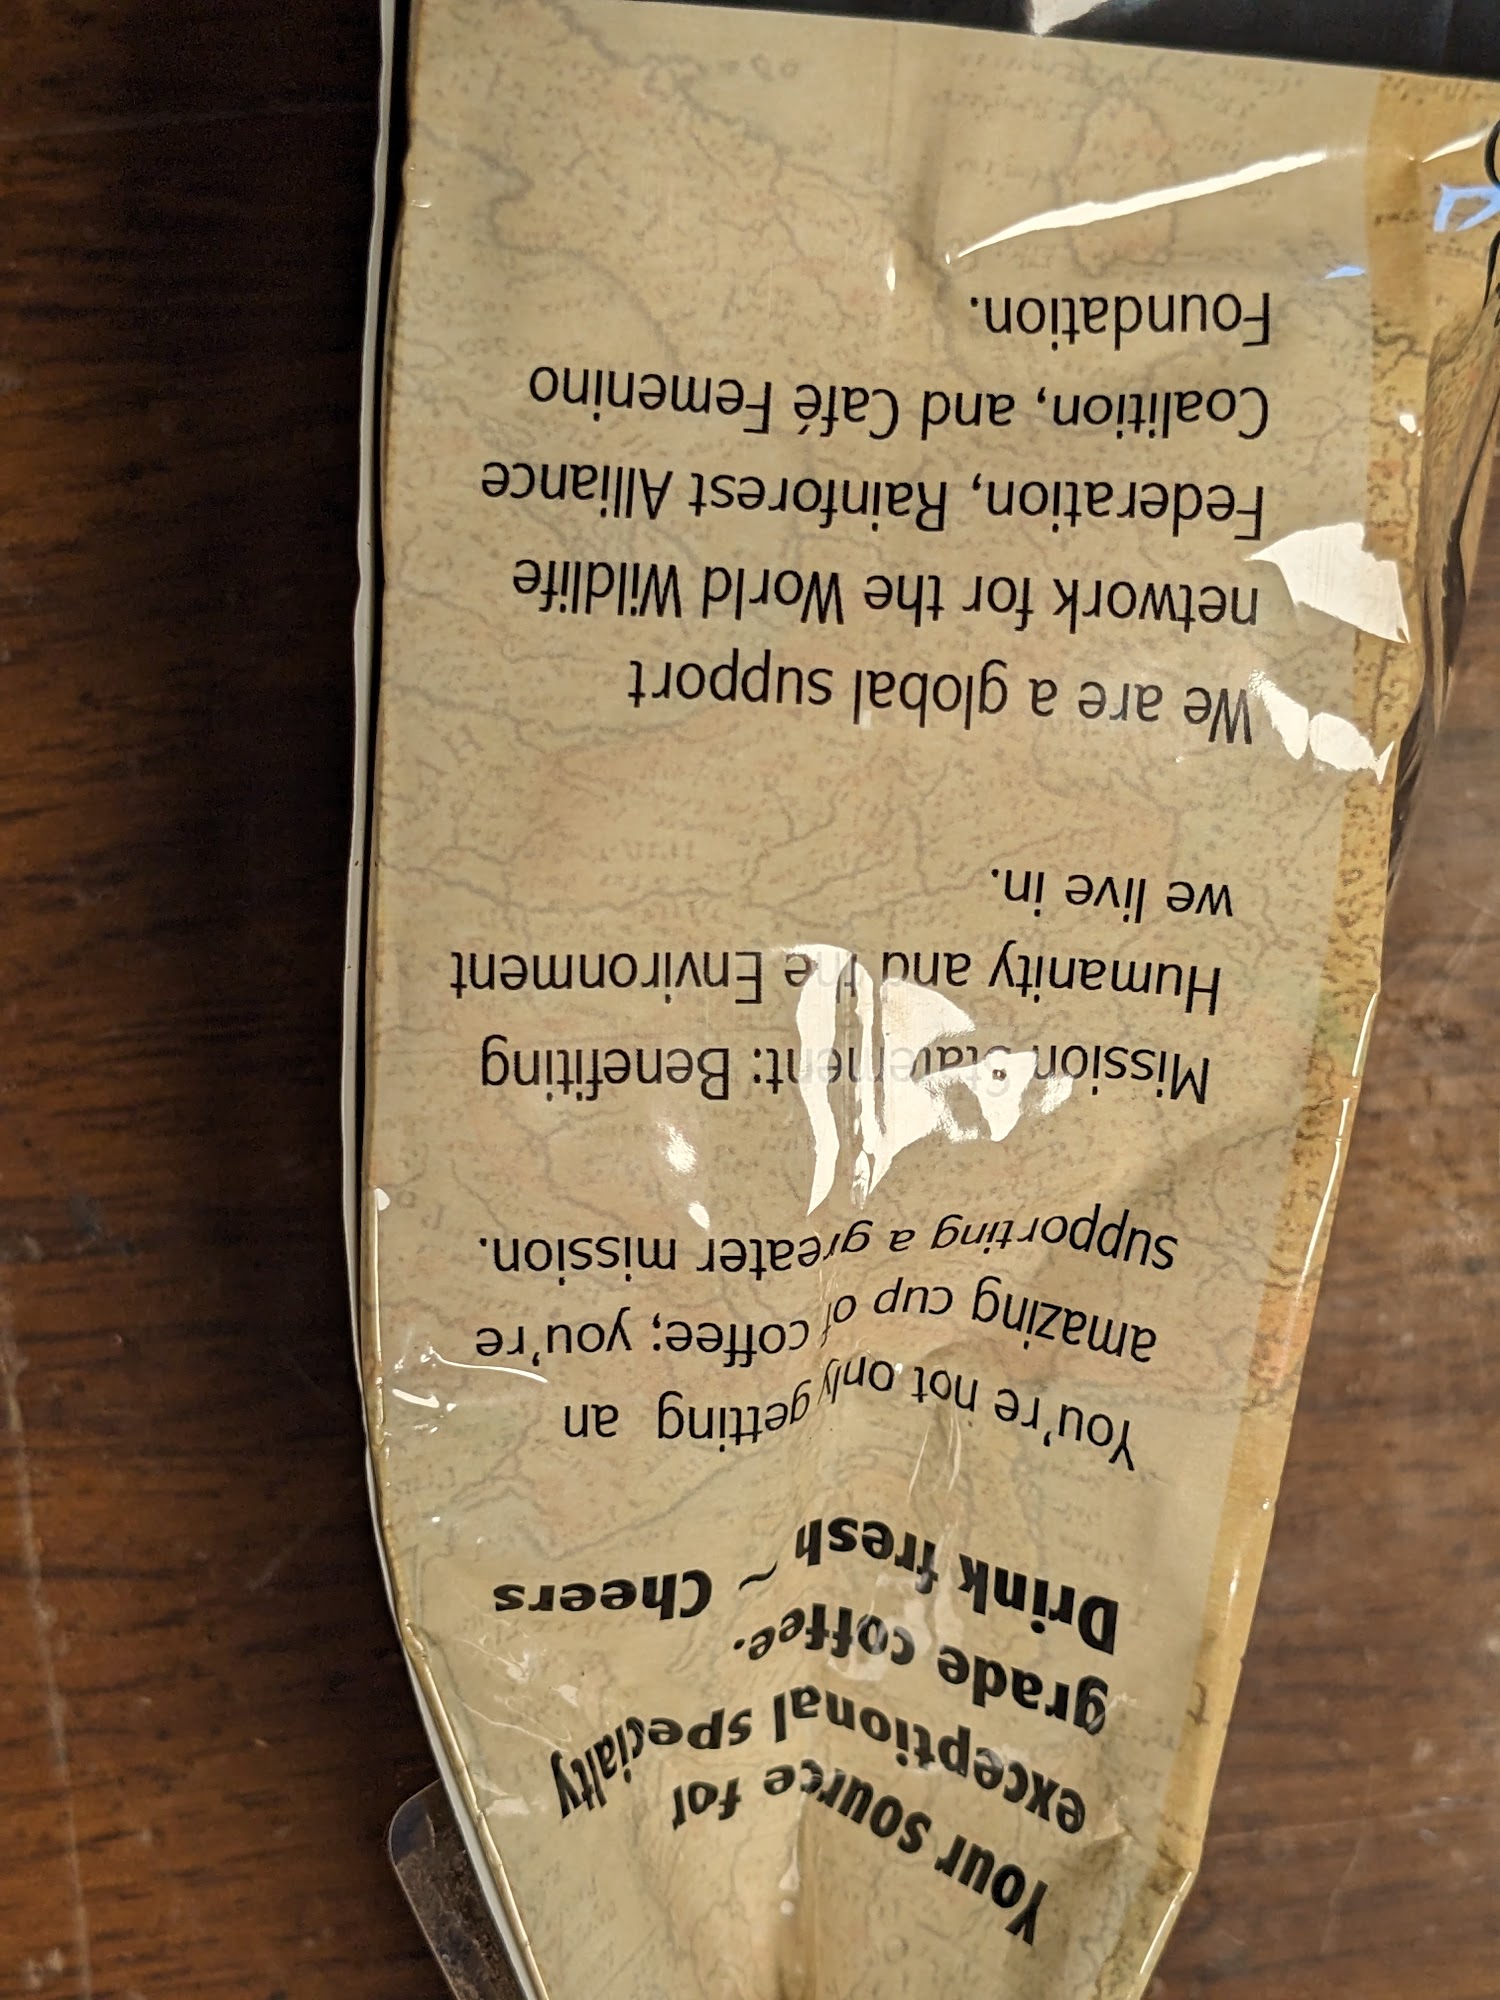 Your source for
exceptional specialty
grade coffee.
Drink fresh ~ Cheers
You're not only getting an
amazing cup of coffee; you're
supporting a greater mission.
Mission Statement: Benefiting
Humanity and the Environment
we live in.
We are a global support
network for the World Wildlife
Federation, Rainforest Alliance
Coalition, and Café Femenino
Foundation.